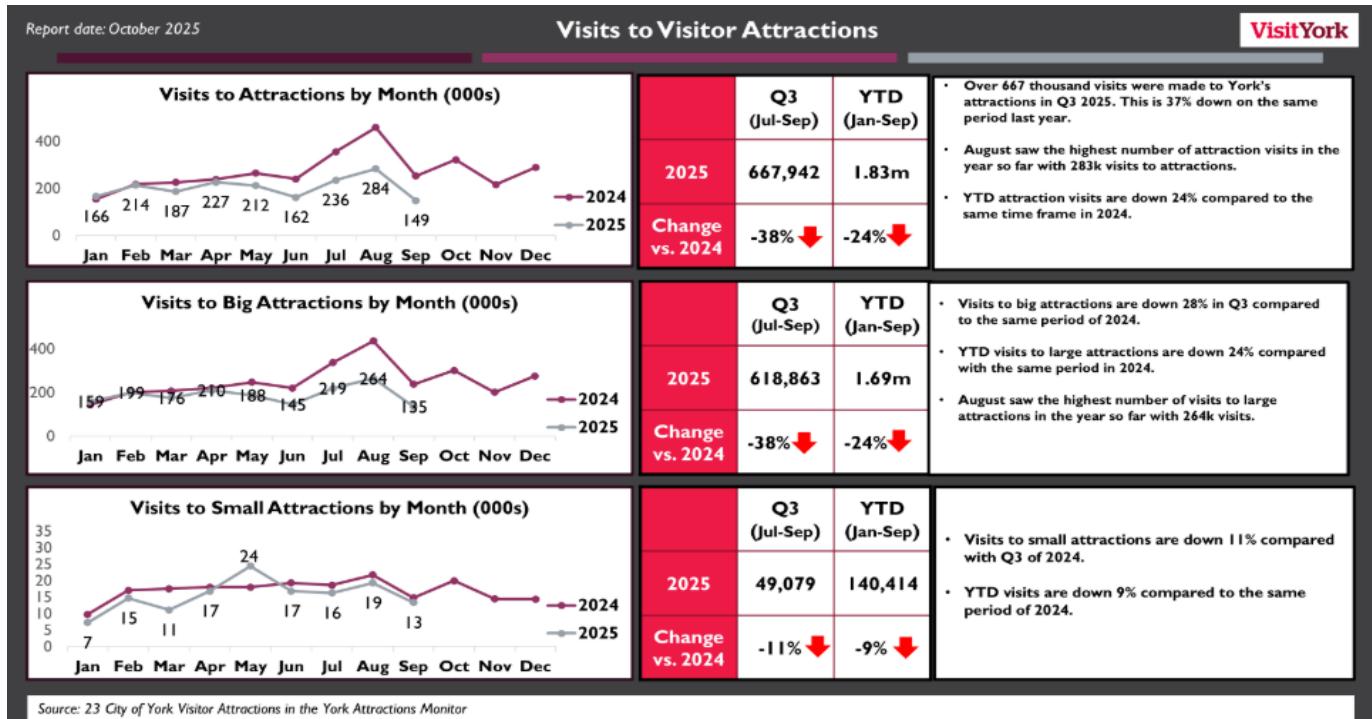 Report date: October 2025
Visits to Visitor Attractions
VisitYork
Visits to Attractions by Month (000s)
400
200
0
166
214
187
227
212
162
236
284
149
2024
2025
Jan Feb Mar Apr May Jun Jul Aug Sep Oct Nov Dec
Q3
(Jul-Sep)
YTD
(Jan-Sep)
2025
667,942
1.83m
Change
vs. 2024
-38%
-24%
• Over 667 thousand visits were made to York's
attractions in Q3 2025. This is 37% down on the same
period last year.
• August saw the highest number of attraction visits in the
year so far with 283k visits to attractions.
• YTD attraction visits are down 24% compared to the
same time frame in 2024.
Visits to Big Attractions by Month (000s)
400
200
0
159
199
176
210
188
145
219
264
135
2024
2025
Jan Feb Mar Apr May Jun Jul Aug Sep Oct Nov Dec
Q3
(Jul-Sep)
YTD
(Jan-Sep)
2025
618,863
1.69m
Change
vs. 2024
-38%
-24%
• Visits to big attractions are down 28% in Q3 compared
to the same period of 2024.
• YTD visits to large attractions are down 24% compared
with the same period in 2024.
• August saw the highest number of visits to large
attractions in the year so far with 264k visits.
Visits to Small Attractions by Month (000s)
35
30
25
20
15
10
5
0
7
15
11
17
24
17
16
19
13
2024
2025
Jan Feb Mar Apr May Jun Jul Aug Sep Oct Nov Dec
Q3
(Jul-Sep)
YTD
(Jan-Sep)
2025
49,079
140,414
Change
vs. 2024
-11%
-9%
• Visits to small attractions are down 11% compared
with Q3 of 2024.
• YTD visits are down 9% compared to the same
period of 2024.
Source: 23 City of York Visitor Attractions in the York Attractions Monitor